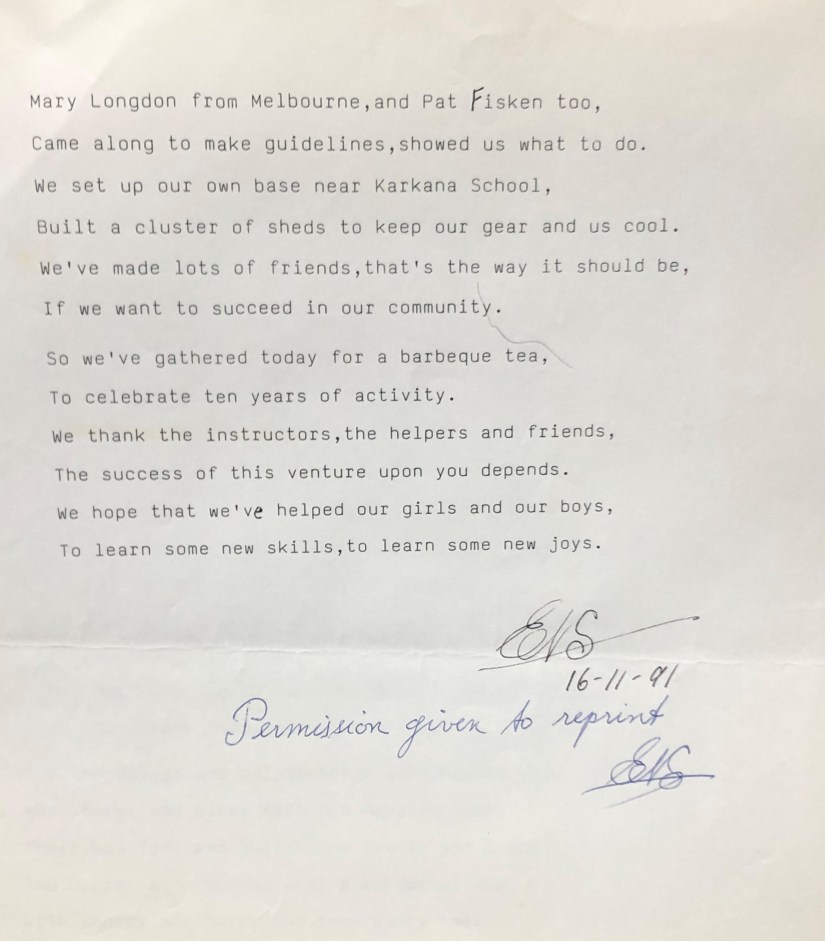 Mary Longdon from Melbourne,and Pat Fisken too,
Came along to make guidelines,showed us what to do.
We set up our own base near Karkana School,
Built a cluster of sheds to keep our gear and us cool.
We've made lots of friends,that's the way it should be,
If we want to succeed in our community.
So we've gathered today for a barbeque tea,
To celebrate ten years of activity.
We thank the instructors,the helpers and friends,
The success of this venture upon you depends.
We hope that we've helped our girls and our boys,
To learn some new skills,to learn some new joys.
EVS
16-11-91
Permission given to reprint
EVS